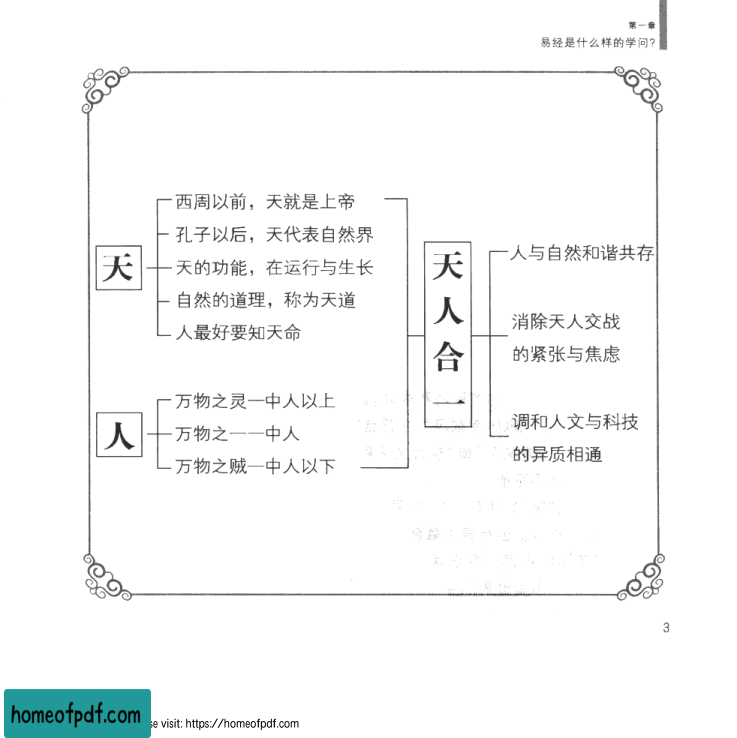 第一章
易经是什么样的学问?
天
西周以前，天就是上帝
孔子以后，天代表自然界
天的功能，在运行与生长
自然的道理，称为天道
人最好要知天命
人
万物之灵—中人以上
万物之一—中人
万物之贼—中人以下
天人合一
人与自然和谐共存
消除天人交战
的紧张与焦虑
调和人文与科技
的异质相通
3
homeofpdf.com
se visit: https://homeofpdf.com